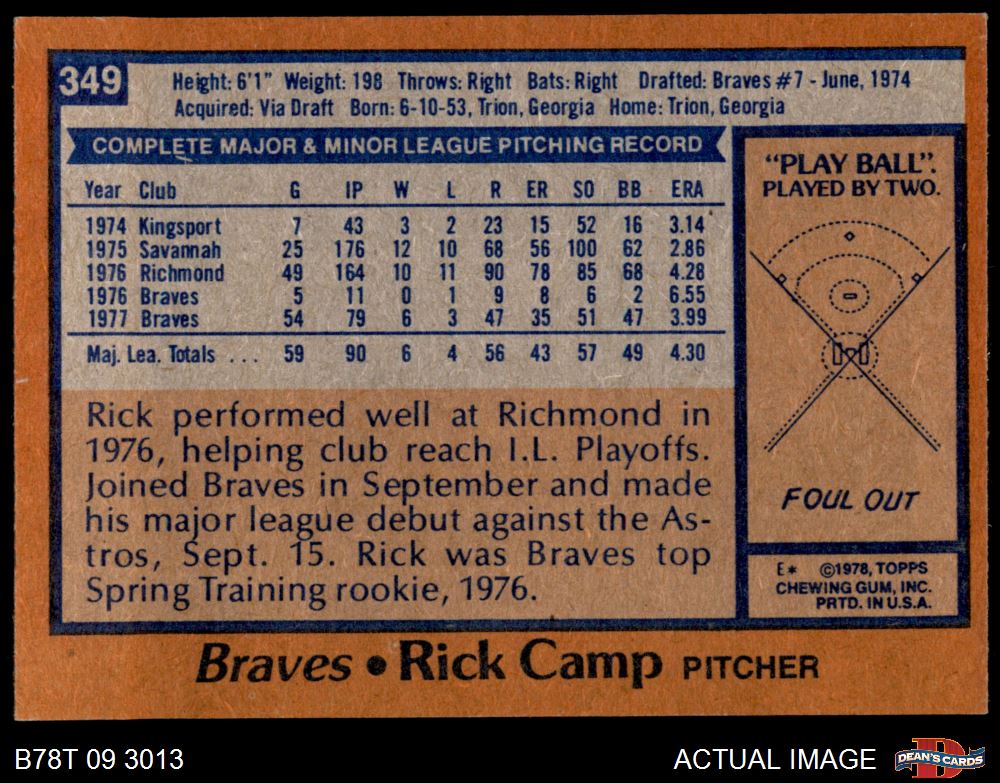 349
Height: 6'1" Weight: 198 Throws: Right Bats: Right Drafted: Braves #7 - June, 1974
Acquired: Via Draft Born: 6-10-53, Trion, Georgia Home: Trion, Georgia
COMPLETE MAJOR & MINOR LEAGUE PITCHING RECORD
Year Club G IP W L R ER SO BB ERA
1974 Kingsport 7 43 3 2 23 15 52 16 3.14
1975 Savannah 25 176 12 10 68 56 100 62 2.86
1976 Richmond 49 164 10 11 90 78 85 68 4.28
1976 Braves 5 11 0 1 9 8 6 2 6.55
1977 Braves 54 79 6 3 47 35 51 47 3.99
Maj. Lea. Totals ... 59 90 6 4 56 43 57 49 4.30
Rick performed well at Richmond in
1976, helping club reach I.L. Playoffs.
Joined Braves in September and made
his major league debut against the As-
tros, Sept. 15. Rick was Braves top
Spring Training rookie, 1976.
"PLAY BALL".
PLAYED BY TWO.
FOUL OUT
E* ©1978, TOPPS
CHEWING GUM, INC.
PRTD. IN U.S.A.
Braves • Rick Camp PITCHER
B78T 09 3013
ACTUAL IMAGE
D
DEAN'S CARDS